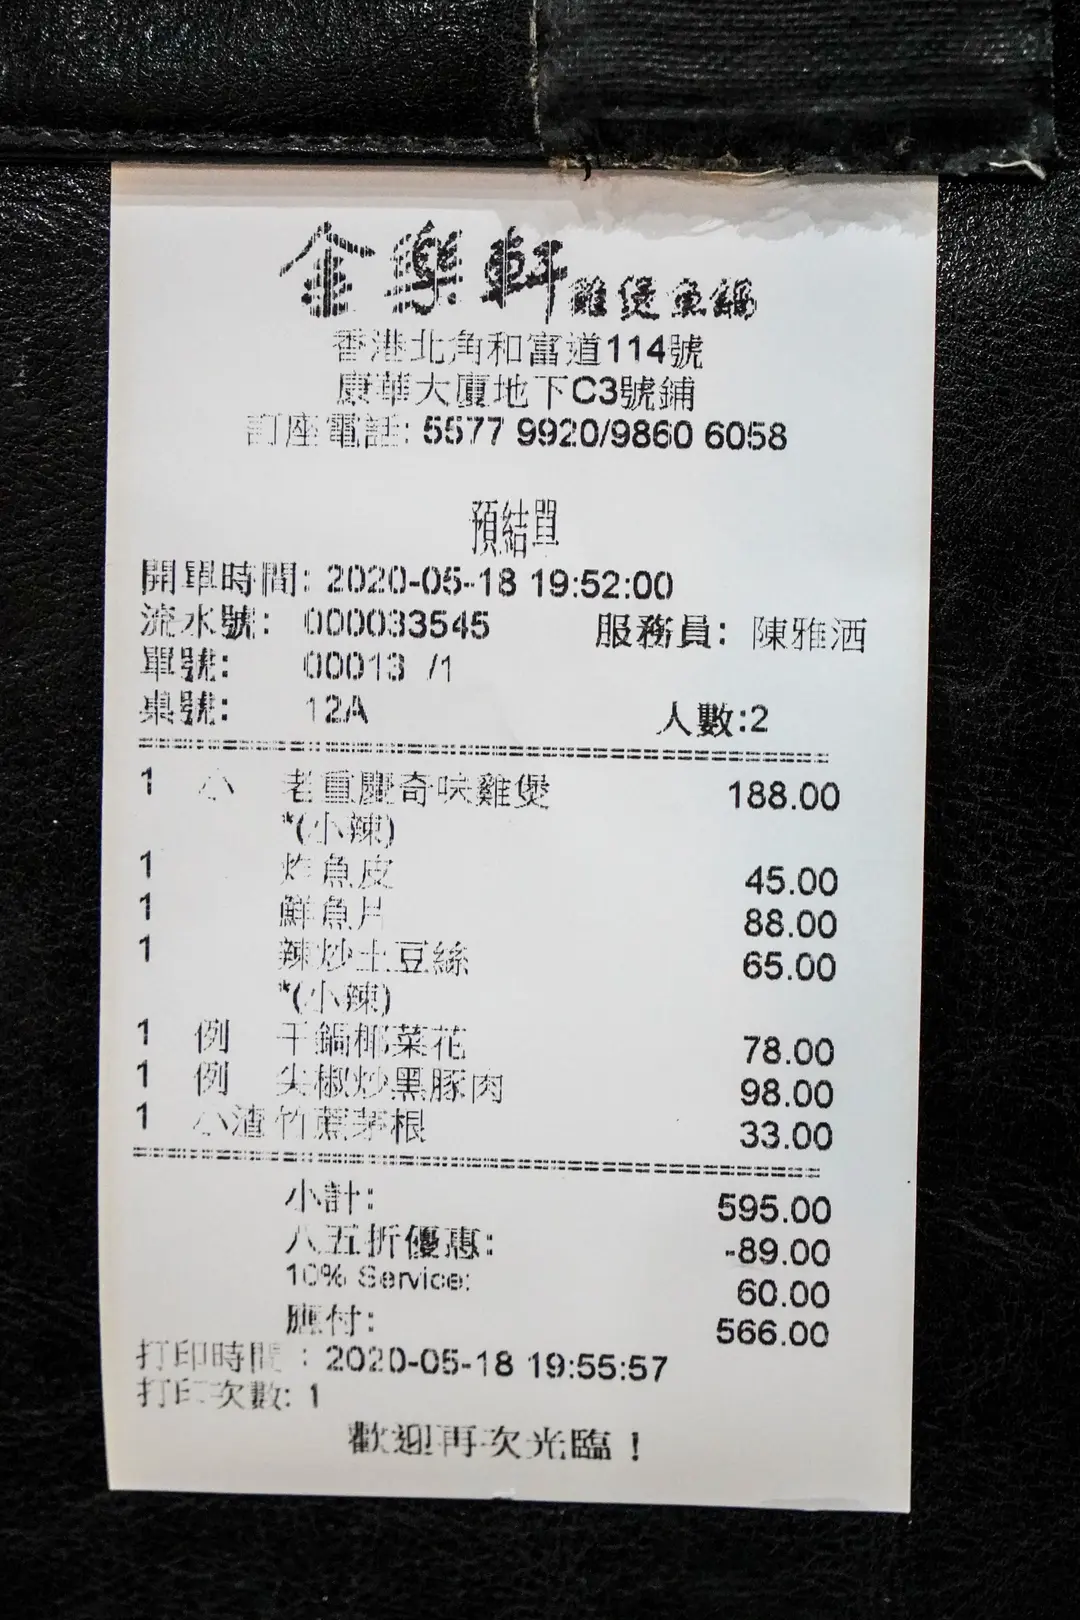 金樂軒雞煲魚鍋
香港北角和富道114號
康華大廈地下C3號鋪
訂座電話: 5577 9920/9860 6058
預結單
開單時間: 2020-05-18 19:52:00
流水號: 000033545 服務員: 陳雅洒
單號: 00013 /1
桌號: 12A 人數:2
1 小 老重慶奇味雞煲 188.00
*(小辣)
1 炸魚皮 45.00
1 鮮魚片 88.00
1 辣炒土豆絲 65.00
*(小辣)
1 例 干鍋椰菜花 78.00
1 例 尖椒炒黑豚肉 98.00
1 小渣竹蔗茅根 33.00
小計: 595.00
八五折優惠: -89.00
10% Service: 60.00
應付: 566.00
打印時間 : 2020-05-18 19:55:57
打印次數: 1
歡迎再次光臨!